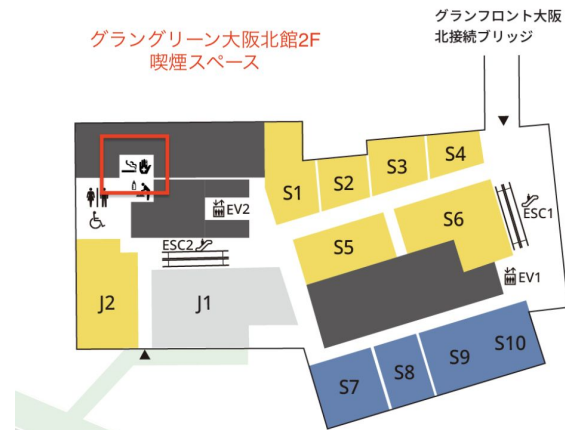 グランフロント大阪
北接続ブリッジ
グラングリーン大阪北館2F
喫煙スペース
S1
S2
S3
S4
EV2
ESC1
S5
S6
ESC2
EV1
J2
J1
S7
S8
S9
S10